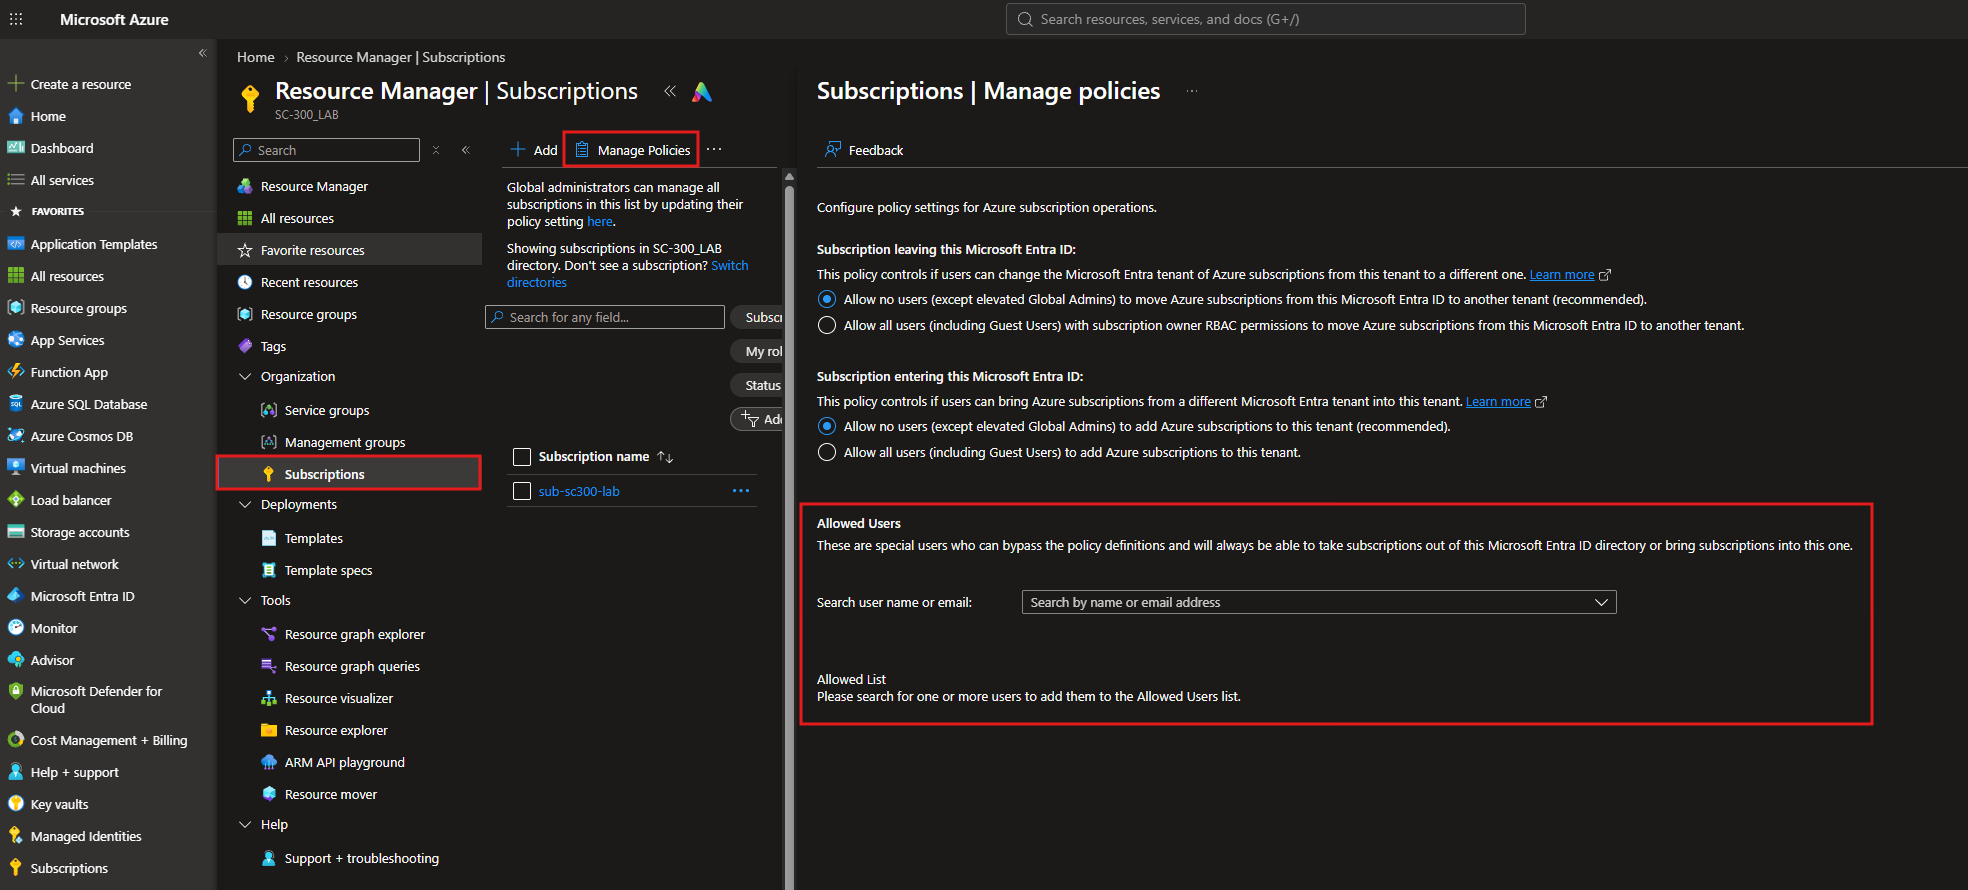 Microsoft Azure
Search resources, services, and docs (G+/)
Create a resource
Home
Dashboard
All services
FAVORITES
Application Templates
All resources
Resource groups
App Services
Function App
Azure SQL Database
Azure Cosmos DB
Virtual machines
Load balancer
Storage accounts
Virtual network
Microsoft Entra ID
Monitor
Advisor
Microsoft Defender for
Cloud
Cost Management + Billing
Help + support
Key vaults
Managed Identities
Subscriptions
Home > Resource Manager | Subscriptions
Resource Manager | Subscriptions
SC-300_LAB
Search
Resource Manager
All resources
Favorite resources
Recent resources
Resource groups
Tags
Organization
Service groups
Management groups
Subscriptions
Deployments
Templates
Template specs
Tools
Resource graph explorer
Resource graph queries
Resource visualizer
Resource explorer
ARM API playground
Resource mover
Help
Support + troubleshooting
Add
Manage Policies
Global administrators can manage all
subscriptions in this list by updating their
policy setting here.
Showing subscriptions in SC-300_LAB
directory. Don't see a subscription? Switch
directories
Search for any field...
Subscr
My rol
Status
Add
Subscription name
sub-sc300-lab
Subscriptions | Manage policies
Feedback
Configure policy settings for Azure subscription operations.
Subscription leaving this Microsoft Entra ID:
This policy controls if users can change the Microsoft Entra tenant of Azure subscriptions from this tenant to a different one. Learn more
Allow no users (except elevated Global Admins) to move Azure subscriptions from this Microsoft Entra ID to another tenant (recommended).
Allow all users (including Guest Users) with subscription owner RBAC permissions to move Azure subscriptions from this Microsoft Entra ID to another tenant.
Subscription entering this Microsoft Entra ID:
This policy controls if users can bring Azure subscriptions from a different Microsoft Entra tenant into this tenant. Learn more
Allow no users (except elevated Global Admins) to add Azure subscriptions to this tenant (recommended).
Allow all users (including Guest Users) to add Azure subscriptions to this tenant.
Allowed Users
These are special users who can bypass the policy definitions and will always be able to take subscriptions out of this Microsoft Entra ID directory or bring subscriptions into this one.
Search user name or email:
Search by name or email address
Allowed List
Please search for one or more users to add them to the Allowed Users list.